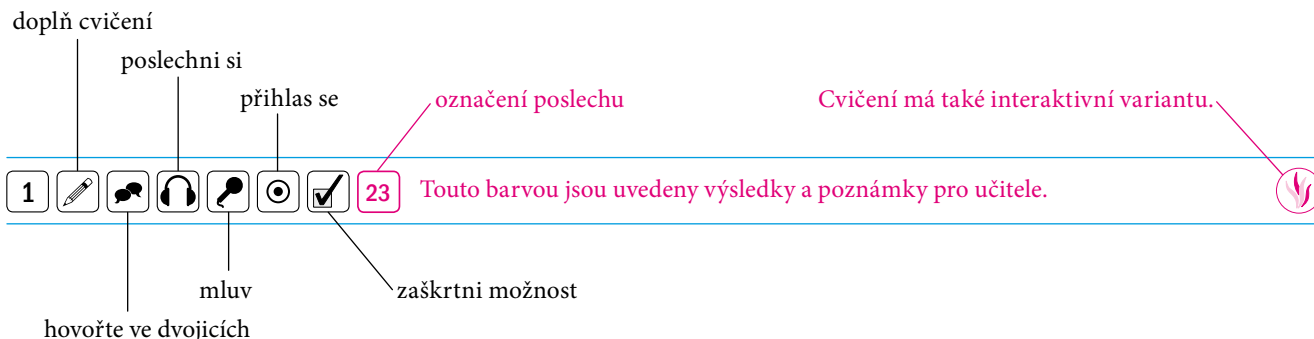 doplň cvičení
poslechni si
přihlas se
označení poslechu
Cvičení má také interaktivní variantu.
1
23
Touto barvou jsou uvedeny výsledky a poznámky pro učitele.
mluv
zaškrtni možnost
hovořte ve dvojicích